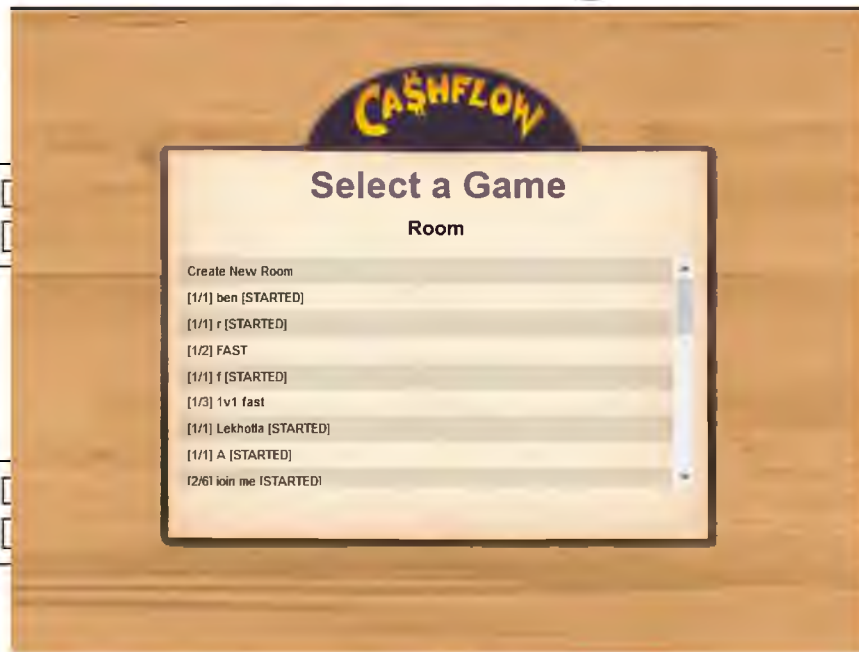 CA$HFLOW
Select a Game
Room
Create New Room
[1/1] ben [STARTED]
[1/1] r [STARTED]
[1/2] FAST
[1/1] f [STARTED]
[1/3] 1v1 fast
[1/1] Lekhotla [STARTED]
[1/1] A [STARTED]
[2/6] join me [STARTED]